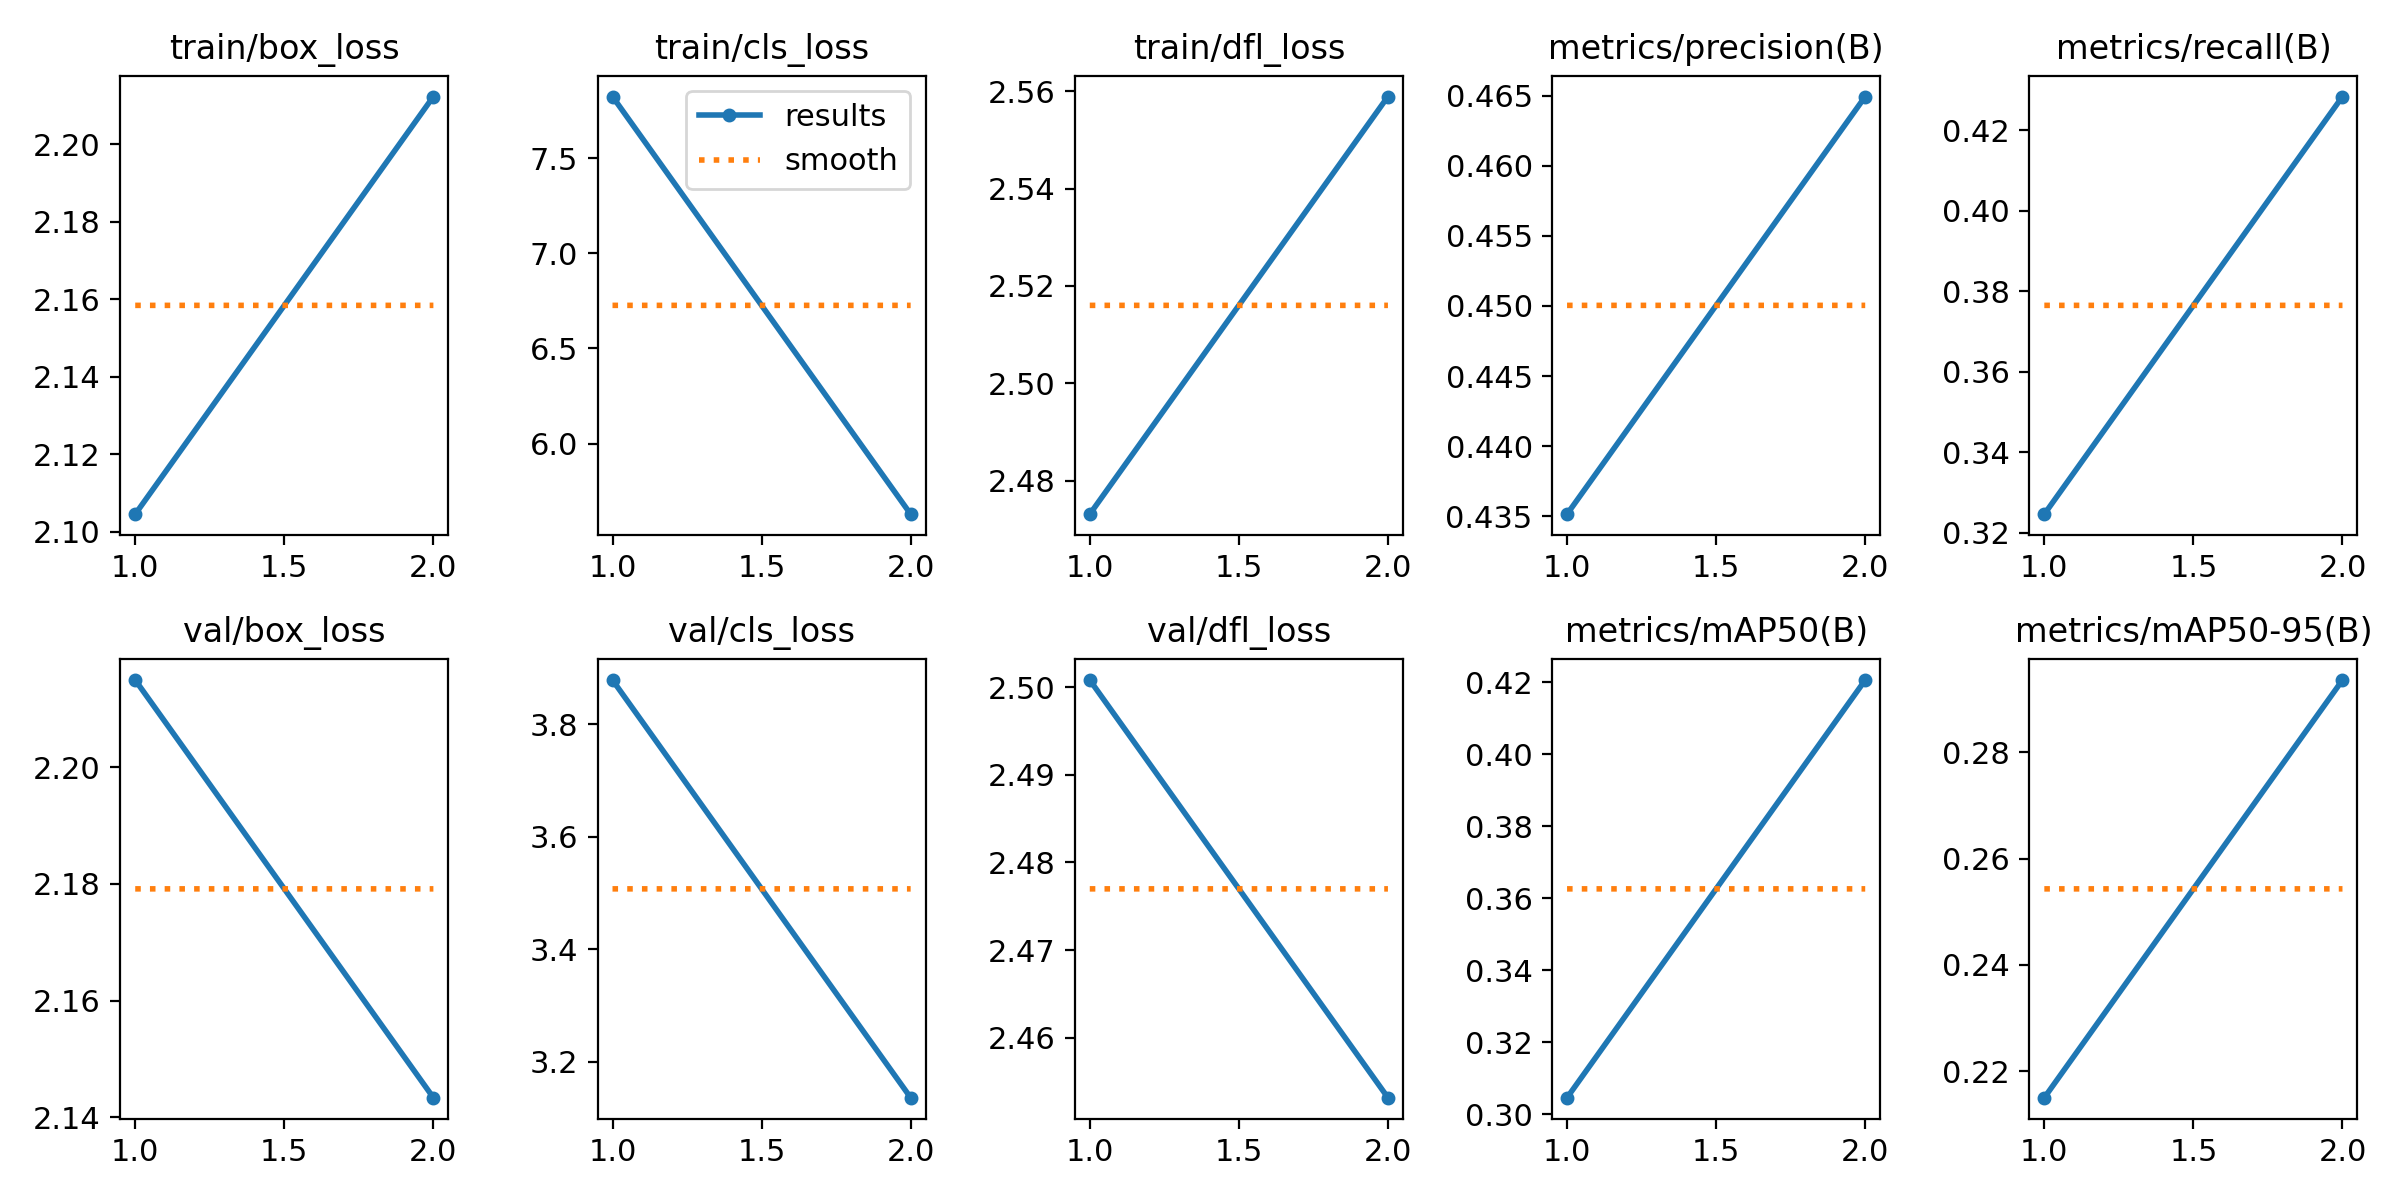 train/box_loss
train/cls_loss
train/dfl_loss
metrics/precision(B)
metrics/recall(B)
2.20
2.18
2.16
2.14
2.12
2.10
1.0 1.5 2.0
results
smooth
7.5
7.0
6.5
6.0
1.0 1.5 2.0
2.56
2.54
2.52
2.50
2.48
1.0 1.5 2.0
0.465
0.460
0.455
0.450
0.445
0.440
0.435
1.0 1.5 2.0
0.42
0.40
0.38
0.36
0.34
0.32
1.0 1.5 2.0
val/box_loss
val/cls_loss
val/dfl_loss
metrics/mAP50(B)
metrics/mAP50-95(B)
2.20
2.18
2.16
2.14
1.0 1.5 2.0
3.8
3.6
3.4
3.2
1.0 1.5 2.0
2.50
2.49
2.48
2.47
2.46
1.0 1.5 2.0
0.42
0.40
0.38
0.36
0.34
0.32
0.30
1.0 1.5 2.0
0.28
0.26
0.24
0.22
1.0 1.5 2.0